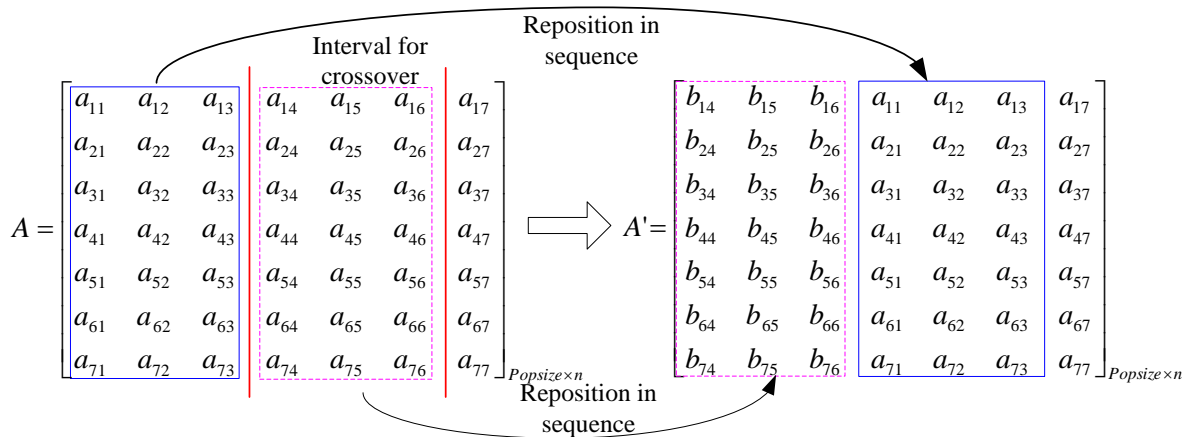 Reposition in
sequence
Interval for
crossover
A = [ a11 a12 a13 a14 a15 a16 a17
a21 a22 a23 a24 a25 a26 a27
a31 a32 a33 a34 a35 a36 a37
a41 a42 a43 a44 a45 a46 a47
a51 a52 a53 a54 a55 a56 a57
a61 a62 a63 a64 a65 a66 a67
a71 a72 a73 a74 a75 a76 a77 ] Popsize×n
A' = [ b14 b15 b16 a11 a12 a13 a17
b24 b25 b26 a21 a22 a23 a27
b34 b35 b36 a31 a32 a33 a37
b44 b45 b46 a41 a42 a43 a47
b54 b55 b56 a51 a52 a53 a57
b64 b65 b66 a61 a62 a63 a67
b74 b75 b76 a71 a72 a73 a77 ] Popsize×n
Reposition in
sequence